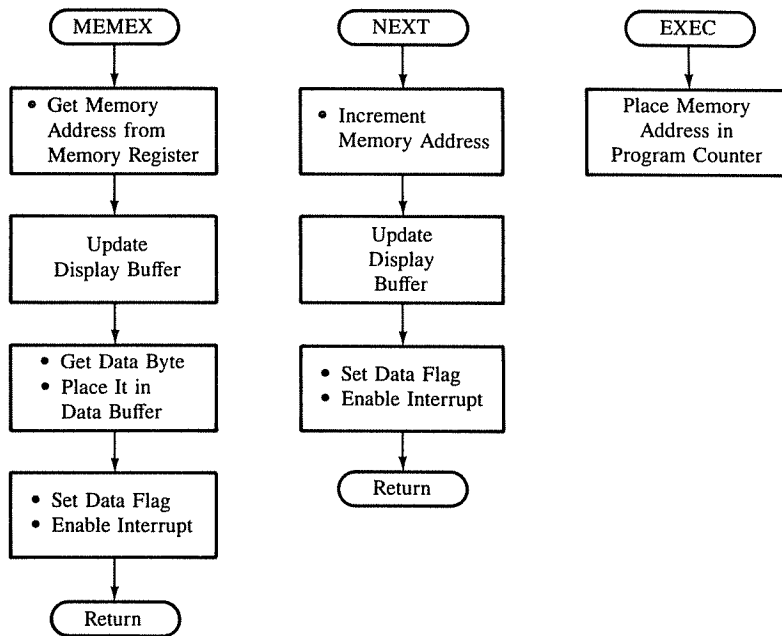 MEMEX
• Get Memory
Address from
Memory Register
Update
Display Buffer
• Get Data Byte
• Place It in
Data Buffer
• Set Data Flag
• Enable Interrupt
Return
NEXT
• Increment
Memory Address
Update
Display
Buffer
• Set Data Flag
• Enable Interrupt
Return
EXEC
Place Memory
Address in
Program Counter